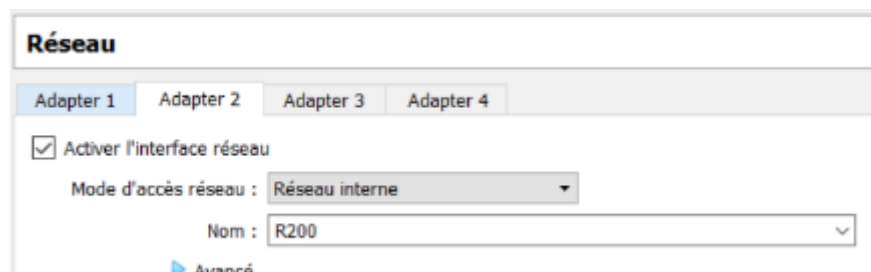 Réseau
Adapter 1 Adapter 2 Adapter 3 Adapter 4
Activer l'interface réseau
Mode d'accès réseau : Réseau interne
Nom : R200
Avancé